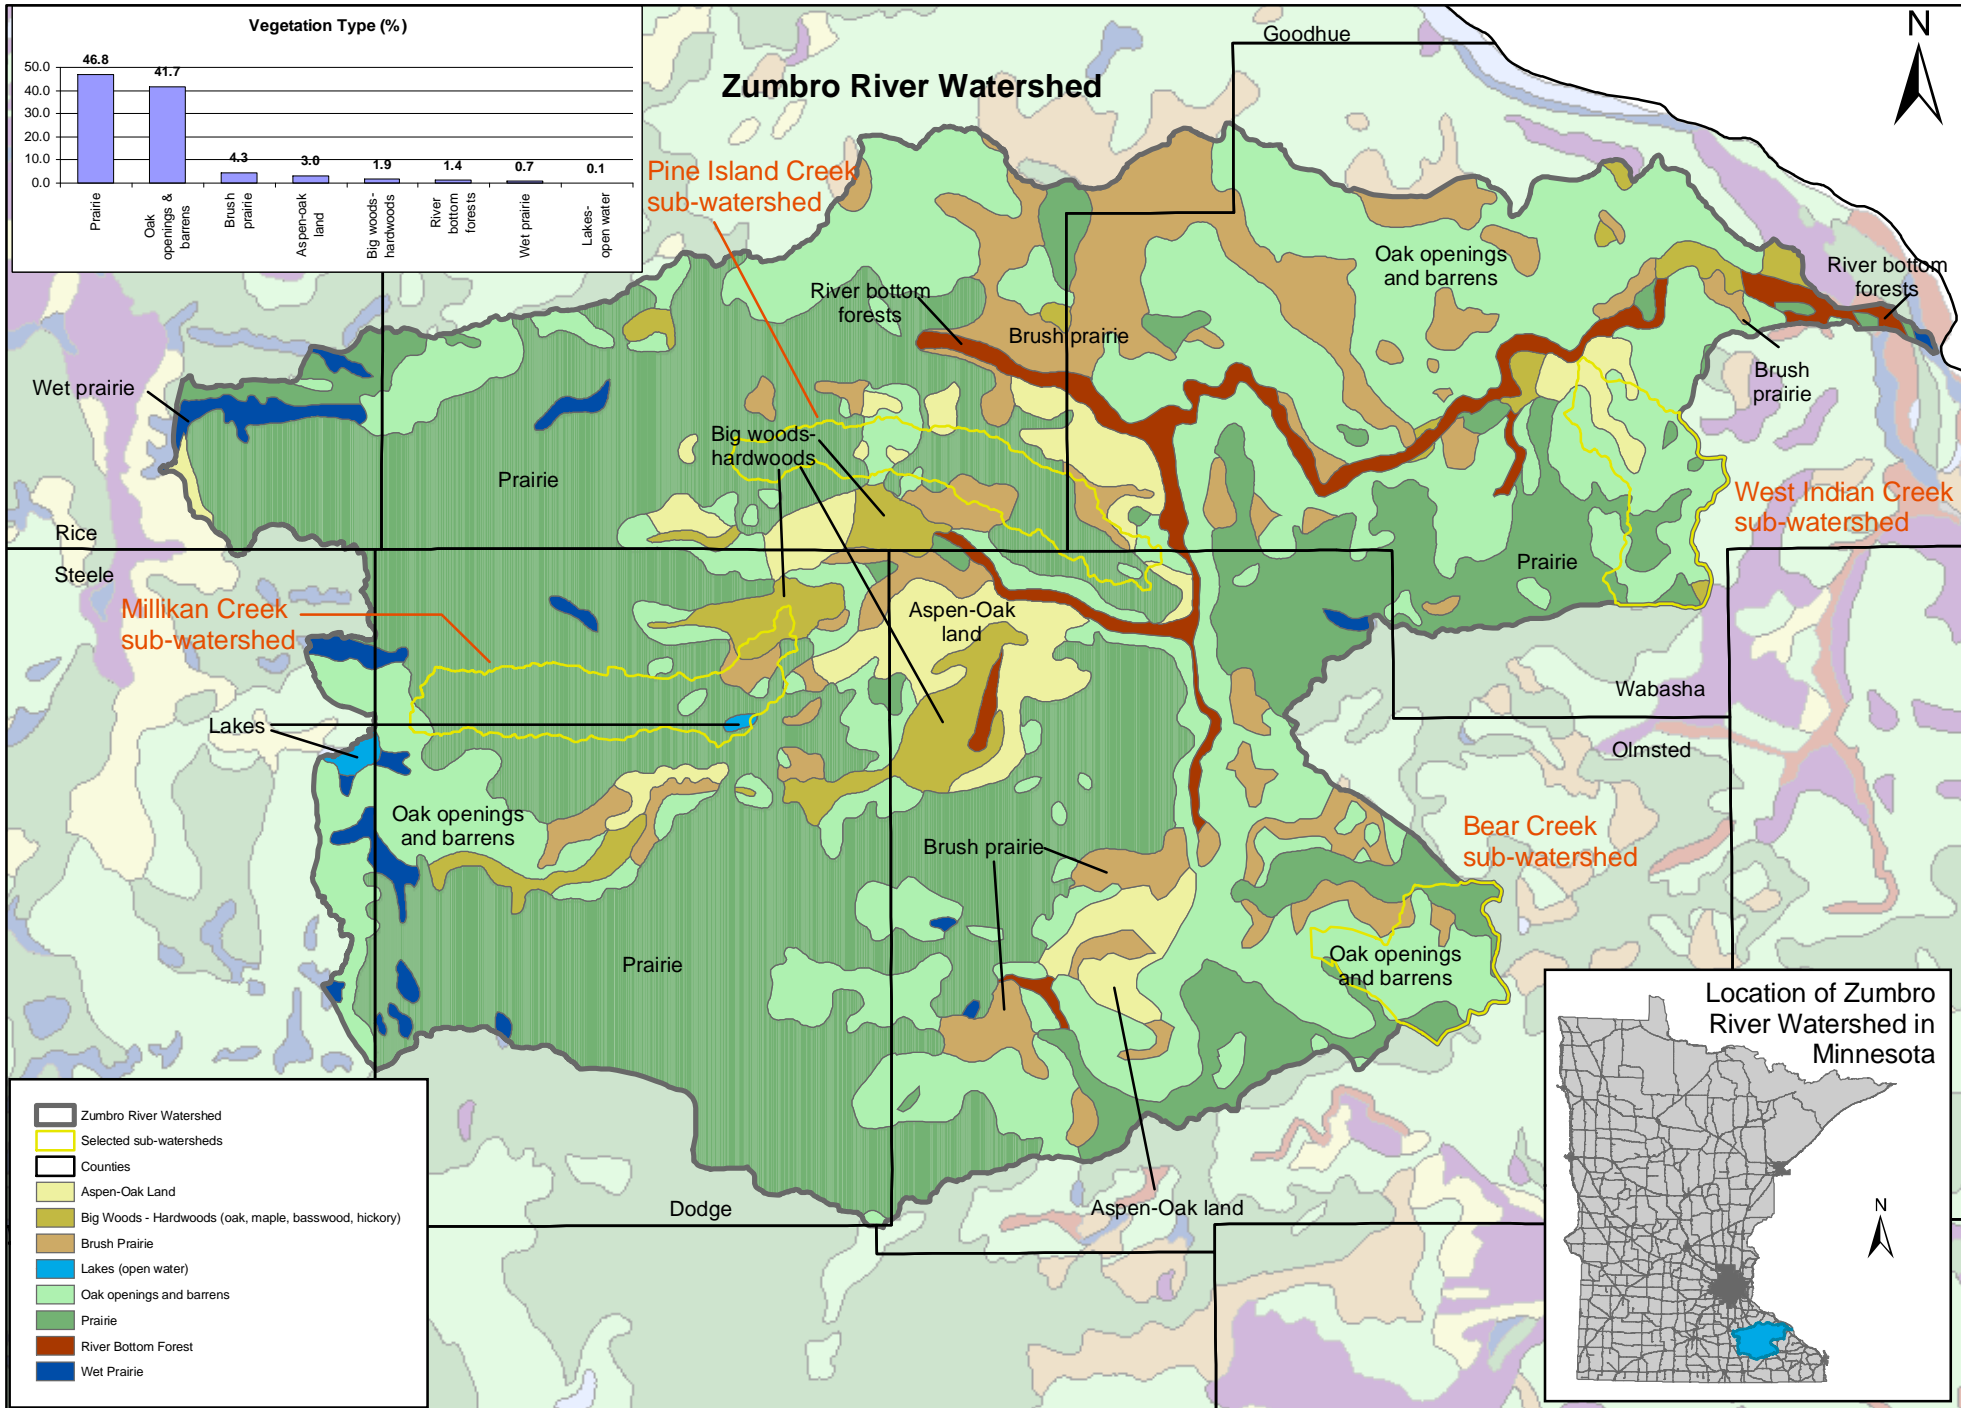 Vegetation Type (%)
50.0
40.0
30.0
20.0
10.0
0.0
46.8
41.7
4.3
3.0
1.9
1.4
0.7
0.1
Prairie
Oak
openings &
barrens
Brush
prairie
Aspen-oak
land
Big woods-
hardwoods
River
bottom
forests
Wet prairie
Lakes-
open water
Zumbro River Watershed
Goodhue
N
Pine Island Creek
sub-watershed
Oak openings
and barrens
River bottom
forests
River bottom
forests
Brush prairie
Wet prairie
Brush
prairie
Big woods-
hardwoods
Prairie
West Indian Creek
sub-watershed
Rice
Steele
Prairie
Millikan Creek
sub-watershed
Aspen-Oak
land
Wabasha
Lakes
Olmsted
Oak openings
and barrens
Brush prairie
Bear Creek
sub-watershed
Prairie
Oak openings
and barrens
Dodge
Aspen-Oak land
Zumbro River Watershed
Selected sub-watersheds
Counties
Aspen-Oak Land
Big Woods - Hardwoods (oak, maple, basswood, hickory)
Brush Prairie
Lakes (open water)
Oak openings and barrens
Prairie
River Bottom Forest
Wet Prairie
Location of Zumbro
River Watershed in
Minnesota
N